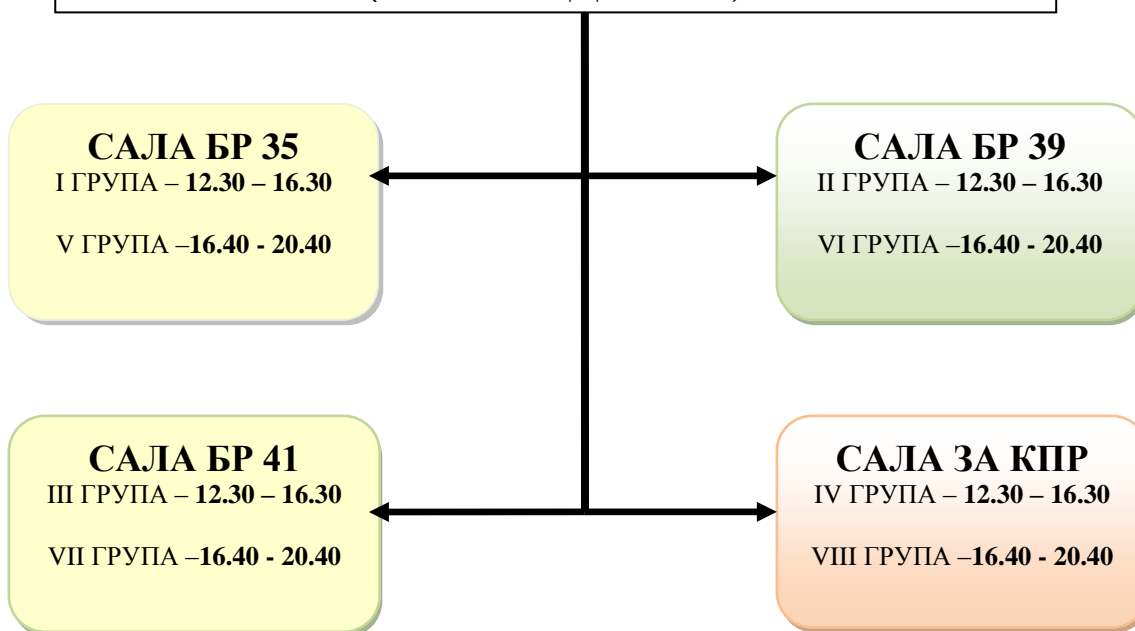 САЛА БР 35
I ГРУПА – 12.30 – 16.30
V ГРУПА –16.40 - 20.40
САЛА БР 39
II ГРУПА – 12.30 – 16.30
VI ГРУПА –16.40 - 20.40
САЛА БР 41
III ГРУПА – 12.30 – 16.30
VII ГРУПА –16.40 - 20.40
САЛА ЗА КПР
IV ГРУПА – 12.30 – 16.30
VIII ГРУПА –16.40 - 20.40